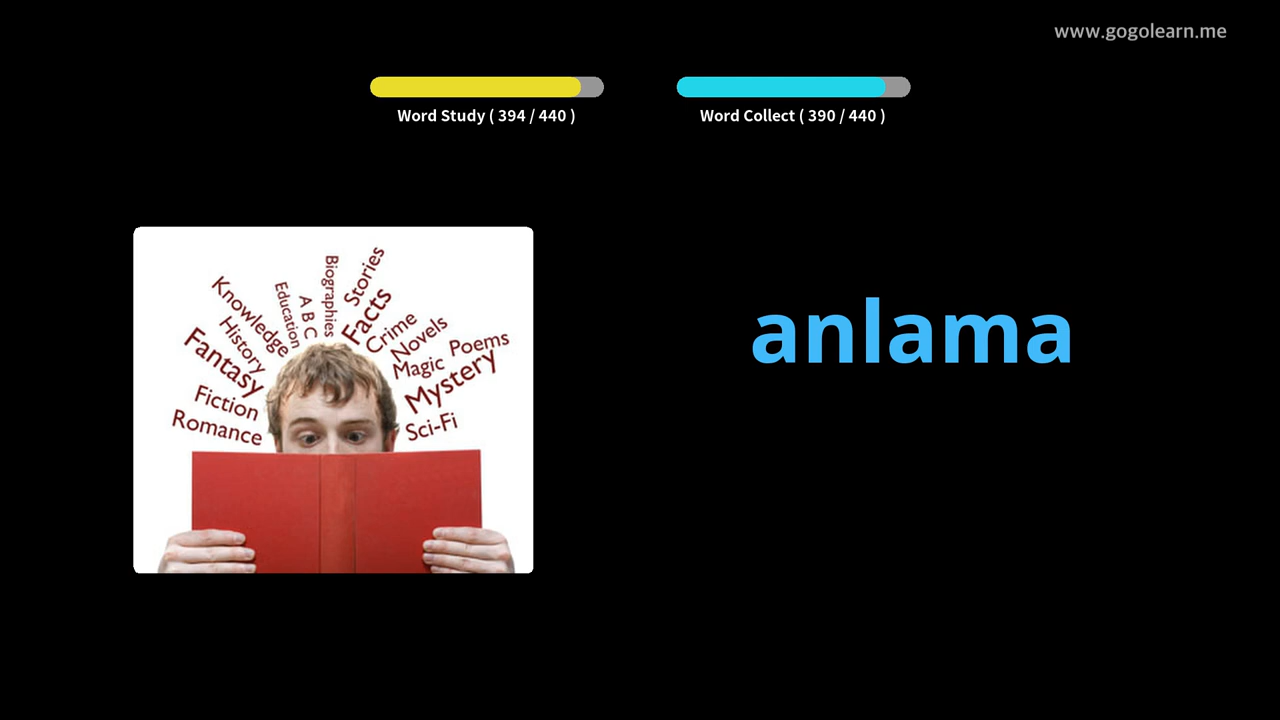 www.gogolearn.me
Word Study ( 394 / 440 )
Word Collect ( 390 / 440 )
Biographies
Stories
Education
A B C
Facts
Knowledge
Crime
History
Novels
Poems
Fantasy
Magic
Mystery
Fiction
Romance
Sci-Fi
anlama